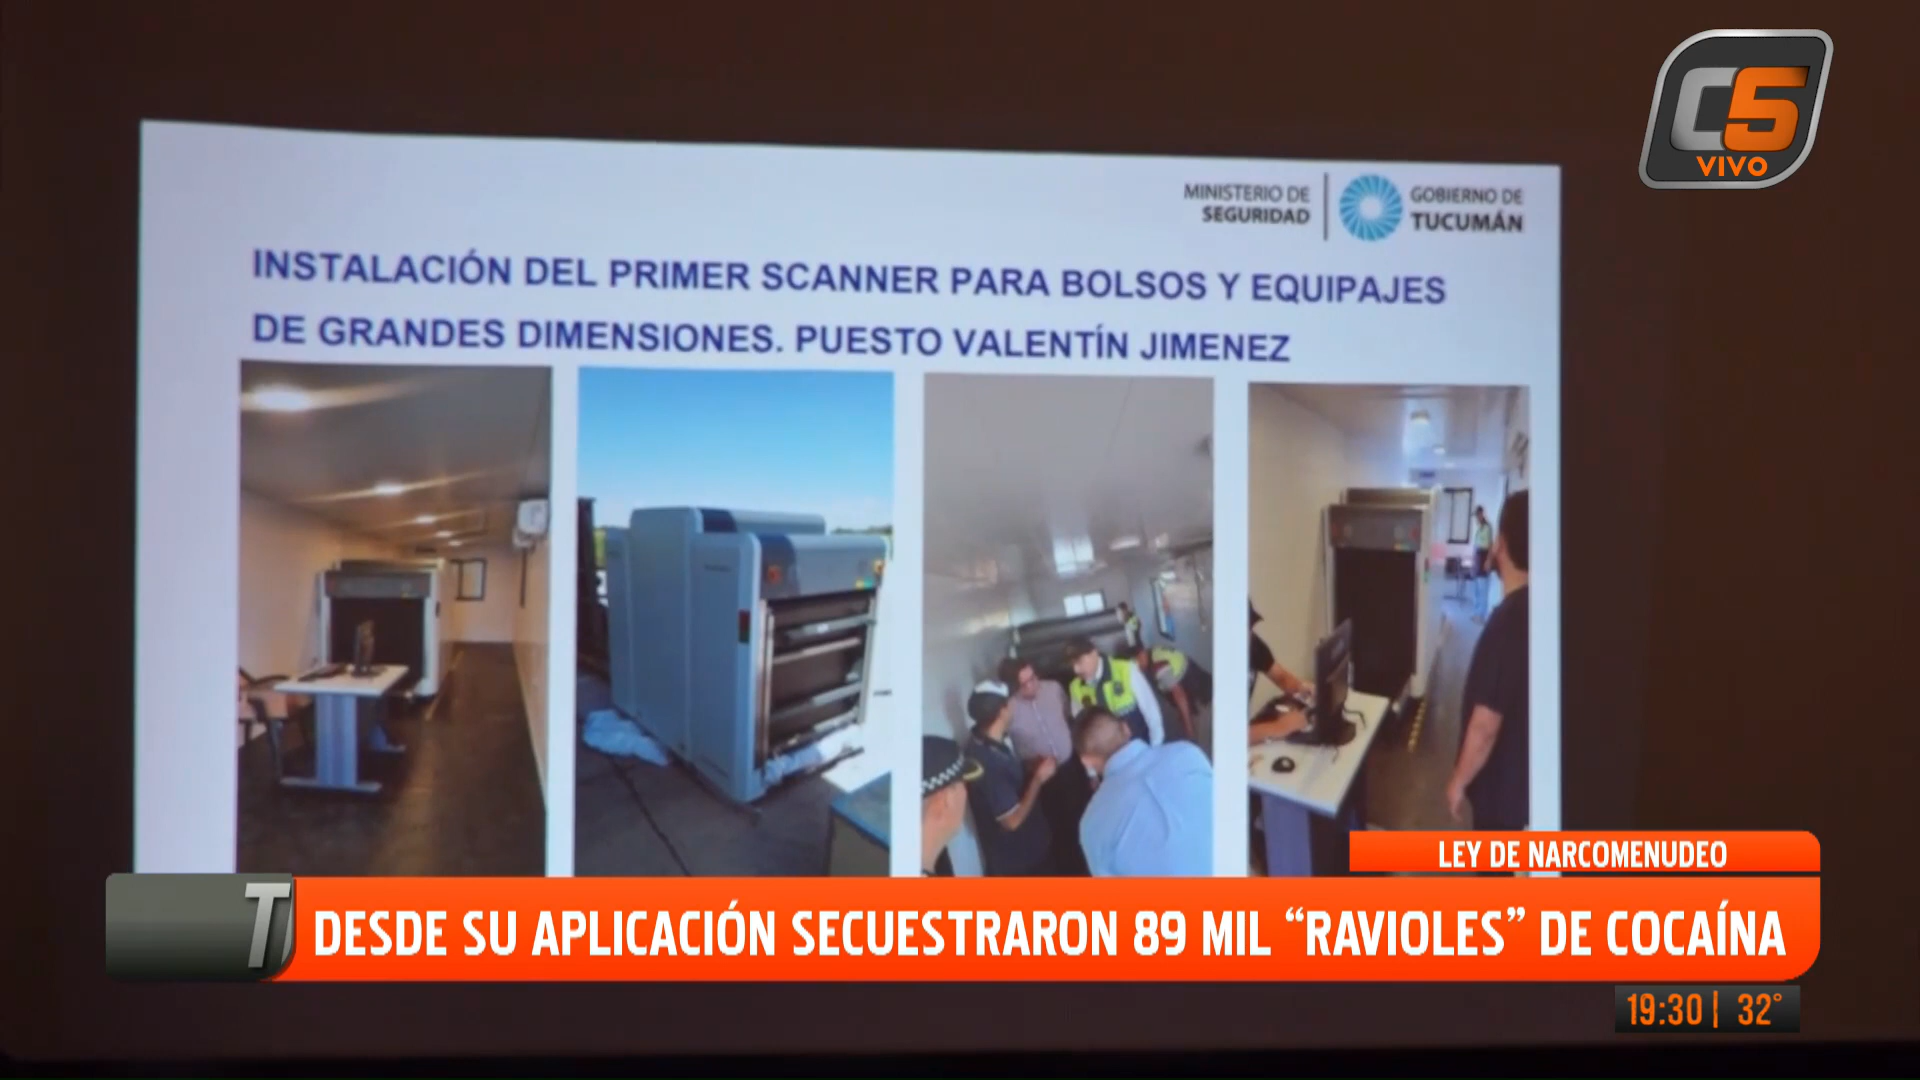 C5
VIVO
MINISTERIO DE
SEGURIDAD
GOBIERNO DE
TUCUMÁN
INSTALACIÓN DEL PRIMER SCANNER PARA BOLSOS Y EQUIPAJES
DE GRANDES DIMENSIONES. PUESTO VALENTÍN JIMENEZ
LEY DE NARCOMENUDEO
T
DESDE SU APLICACIÓN SECUESTRARON 89 MIL “RAVIOLES” DE COCAÍNA
19:30| 32°